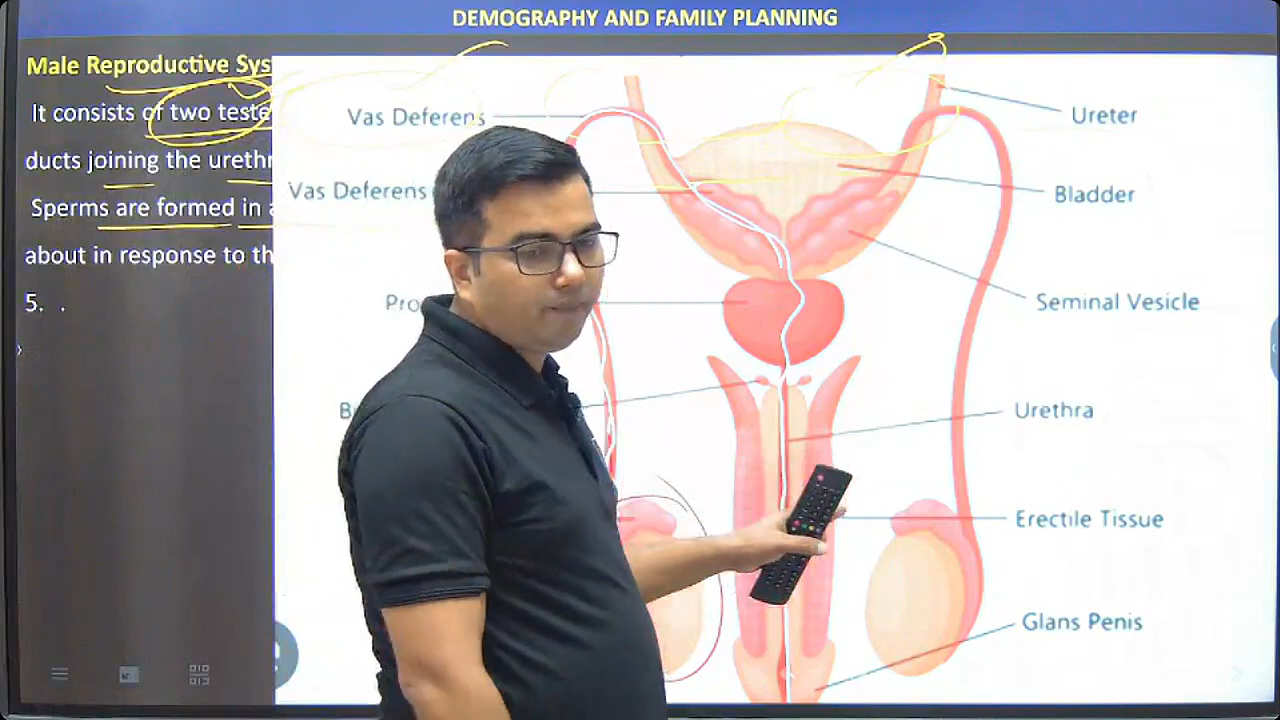 DEMOGRAPHY AND FAMILY PLANNING
Male Reproductive Sys
It consists of two teste
ducts joining the urethr
Sperms are formed in a
about in response to th
5. .
Vas Deferens
Vas Deferens
Pro
B
Ureter
Bladder
Seminal Vesicle
Urethra
Erectile Tissue
Glans Penis